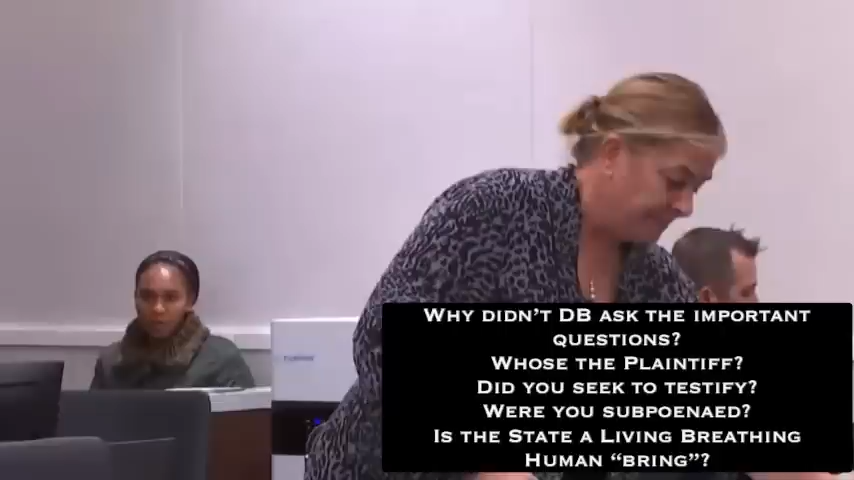 Why didn't DB ask the important
questions?
Whose the Plaintiff?
Did you seek to testify?
Were you subpoenaed?
Is the State a Living Breathing
Human "bring"?